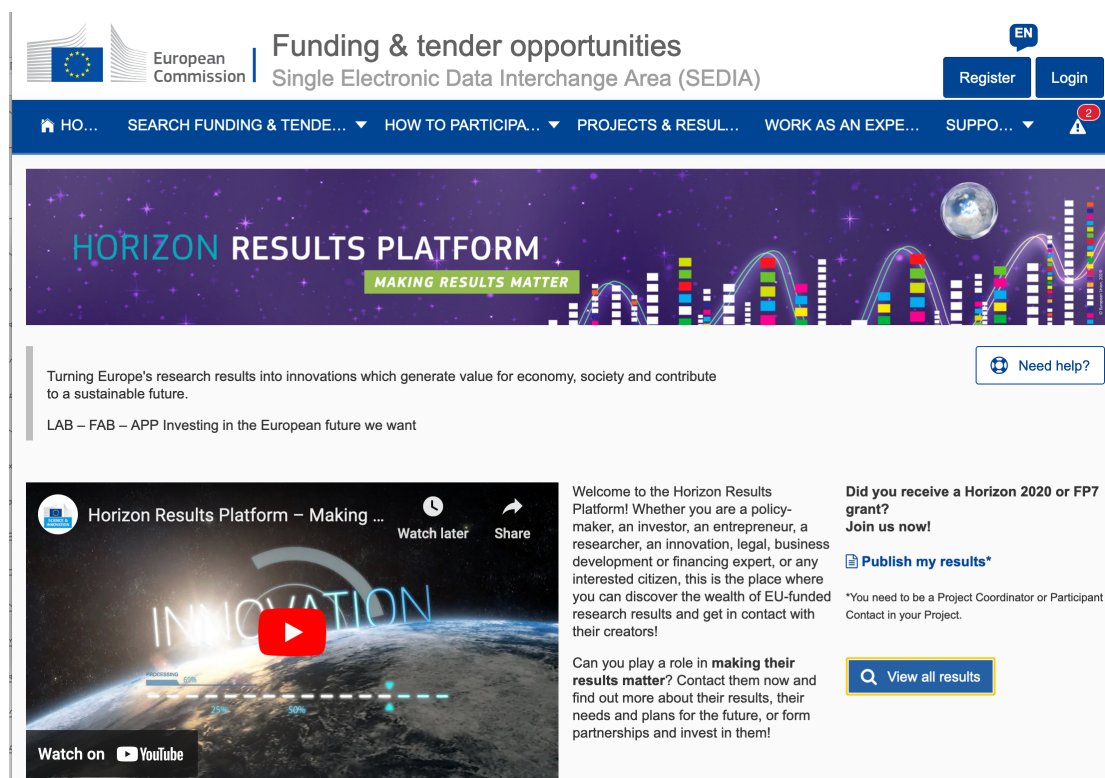 European
Commission
Funding & tender opportunities
Single Electronic Data Interchange Area (SEDIA)
EN
Register
Login
HO...
SEARCH FUNDING & TENDE...
HOW TO PARTICIPA...
PROJECTS & RESUL...
WORK AS AN EXPE...
SUPPO...
2
HORIZON RESULTS PLATFORM
MAKING RESULTS MATTER
Turning Europe's research results into innovations which generate value for economy, society and contribute
to a sustainable future.
LAB – FAB – APP Investing in the European future we want
Need help?
Horizon Results Platform – Making ...
Watch later
Share
INNOVATION
PROCESSING
69%
25%
50%
Watch on YouTube
Welcome to the Horizon Results
Platform! Whether you are a policy-
maker, an investor, an entrepreneur, a
researcher, an innovation, legal, business
development or financing expert, or any
interested citizen, this is the place where
you can discover the wealth of EU-funded
research results and get in contact with
their creators!
Can you play a role in making their
results matter? Contact them now and
find out more about their results, their
needs and plans for the future, or form
partnerships and invest in them!
Did you receive a Horizon 2020 or FP7
grant?
Join us now!
Publish my results*
*You need to be a Project Coordinator or Participant
Contact in your Project.
View all results